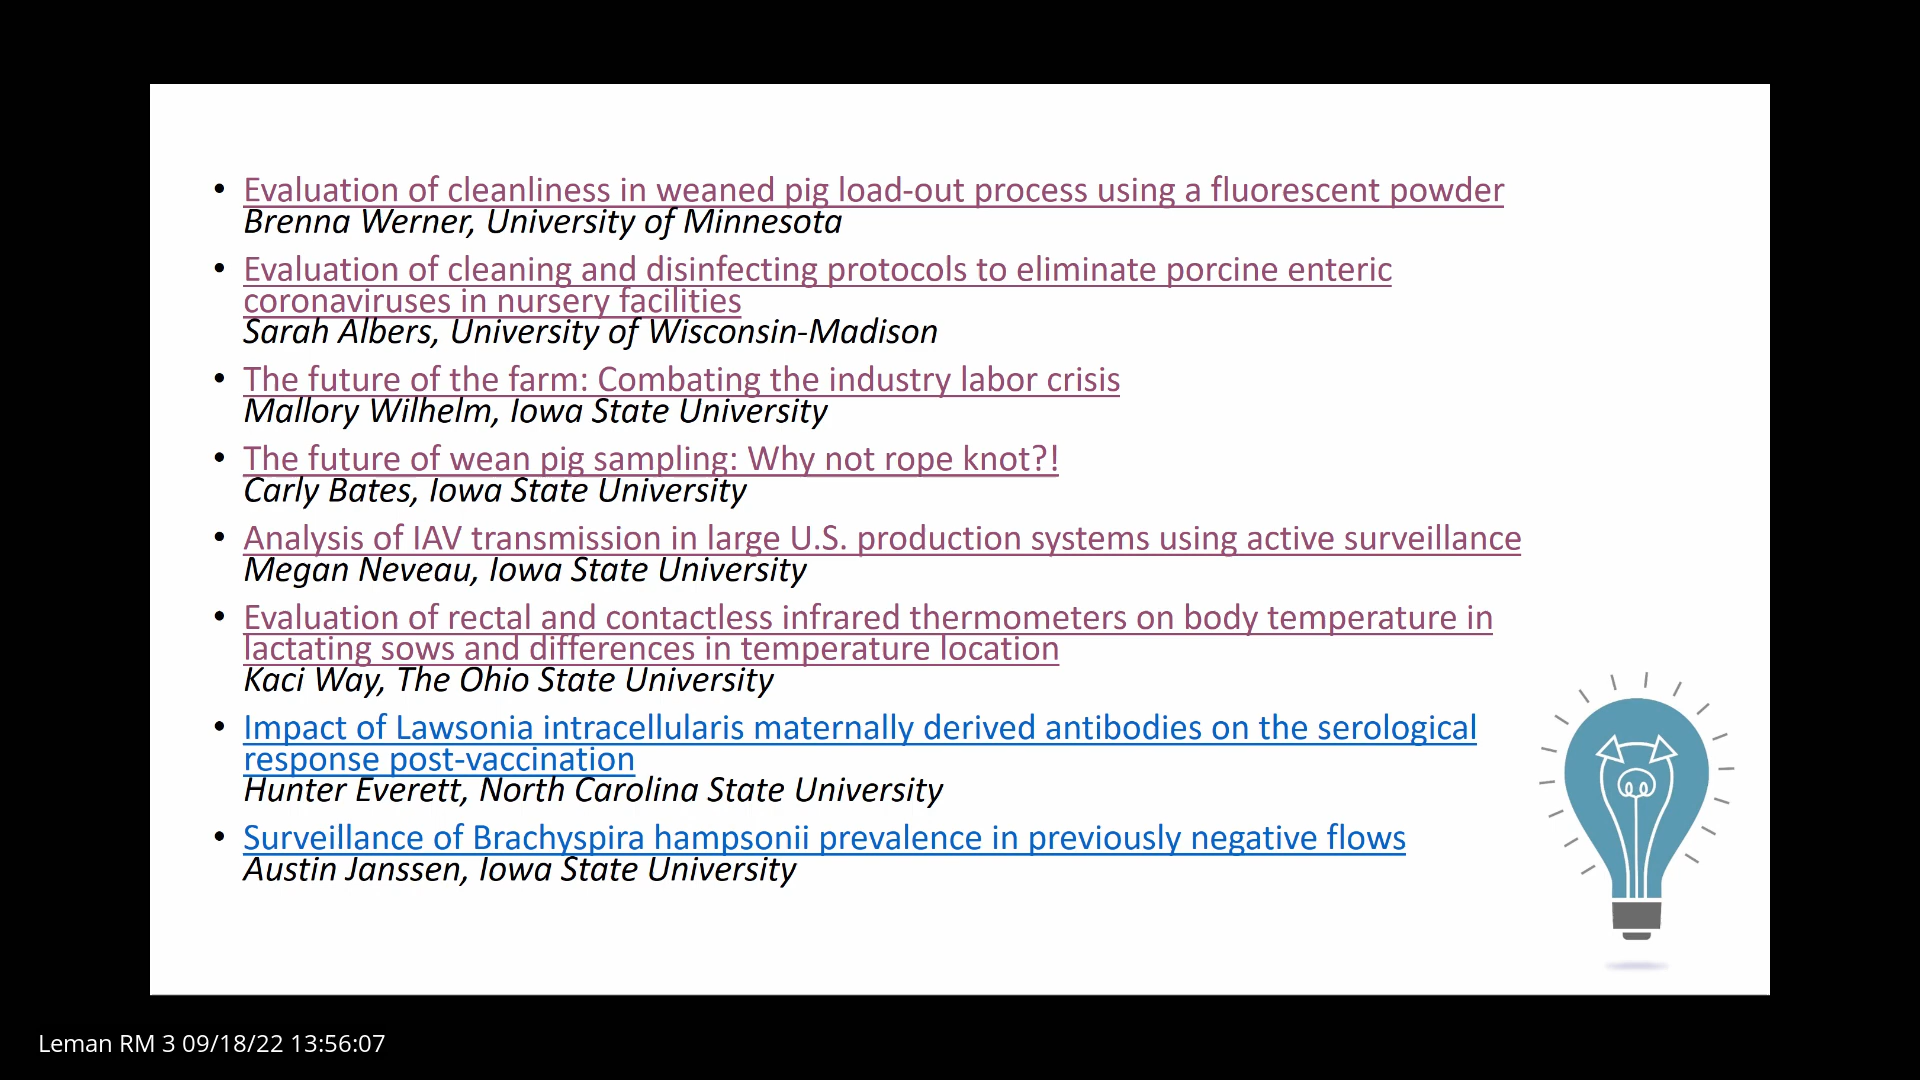 • Evaluation of cleanliness in weaned pig load-out process using a fluorescent powder
Brenna Werner, University of Minnesota
• Evaluation of cleaning and disinfecting protocols to eliminate porcine enteric
coronaviruses in nursery facilities
Sarah Albers, University of Wisconsin-Madison
• The future of the farm: Combating the industry labor crisis
Mallory Wilhelm, Iowa State University
• The future of wean pig sampling: Why not rope knot?!
Carly Bates, Iowa State University
• Analysis of IAV transmission in large U.S. production systems using active surveillance
Megan Neveau, Iowa State University
• Evaluation of rectal and contactless infrared thermometers on body temperature in
lactating sows and differences in temperature location
Kaci Way, The Ohio State University
• Impact of Lawsonia intracellularis maternally derived antibodies on the serological
response post-vaccination
Hunter Everett, North Carolina State University
• Surveillance of Brachyspira hampsonii prevalence in previously negative flows
Austin Janssen, Iowa State University
Leman RM 3 09/18/22 13:56:07